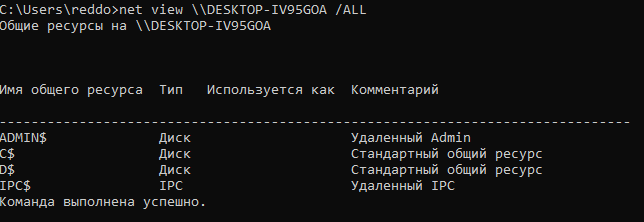 C:\Users\reddo>net view \\DESKTOP-IV95GOA /ALL
Общие ресурсы на \\DESKTOP-IV95GOA
Имя общего ресурса  Тип   Используется как  Комментарий
-------------------------------------------------------------------------------
ADMIN$              Диск                    Удаленный Admin
C$                  Диск                    Стандартный общий ресурс
D$                  Диск                    Стандартный общий ресурс
IPC$                IPC                     Удаленный IPC
Команда выполнена успешно.